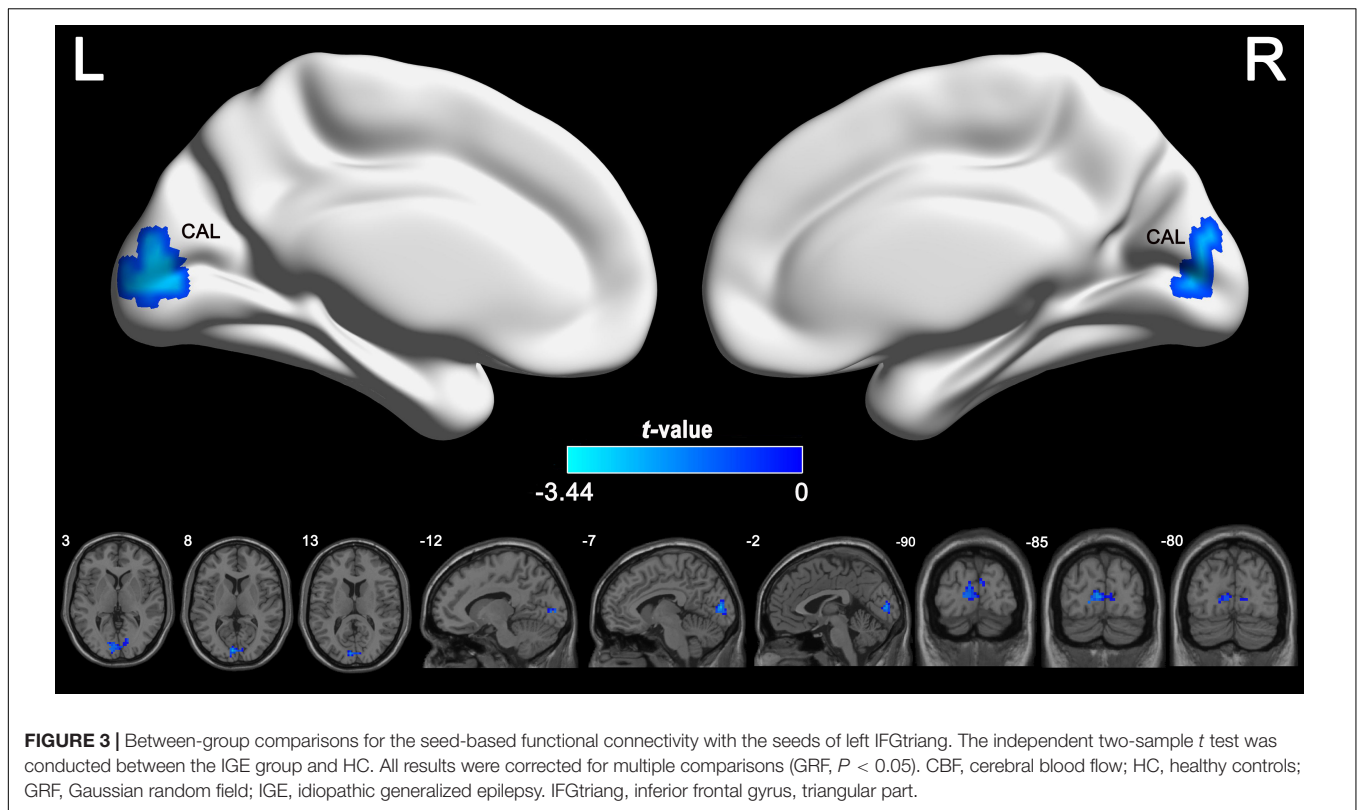 L
R
CAL
CAL
t-value
-3.44 0
3 8 13 -12 -7 -2 -90 -85 -80
FIGURE 3 | Between-group comparisons for the seed-based functional connectivity with the seeds of left IFGtriang. The independent two-sample t test was
conducted between the IGE group and HC. All results were corrected for multiple comparisons (GRF, P < 0.05). CBF, cerebral blood flow; HC, healthy controls;
GRF, Gaussian random field; IGE, idiopathic generalized epilepsy. IFGtriang, inferior frontal gyrus, triangular part.